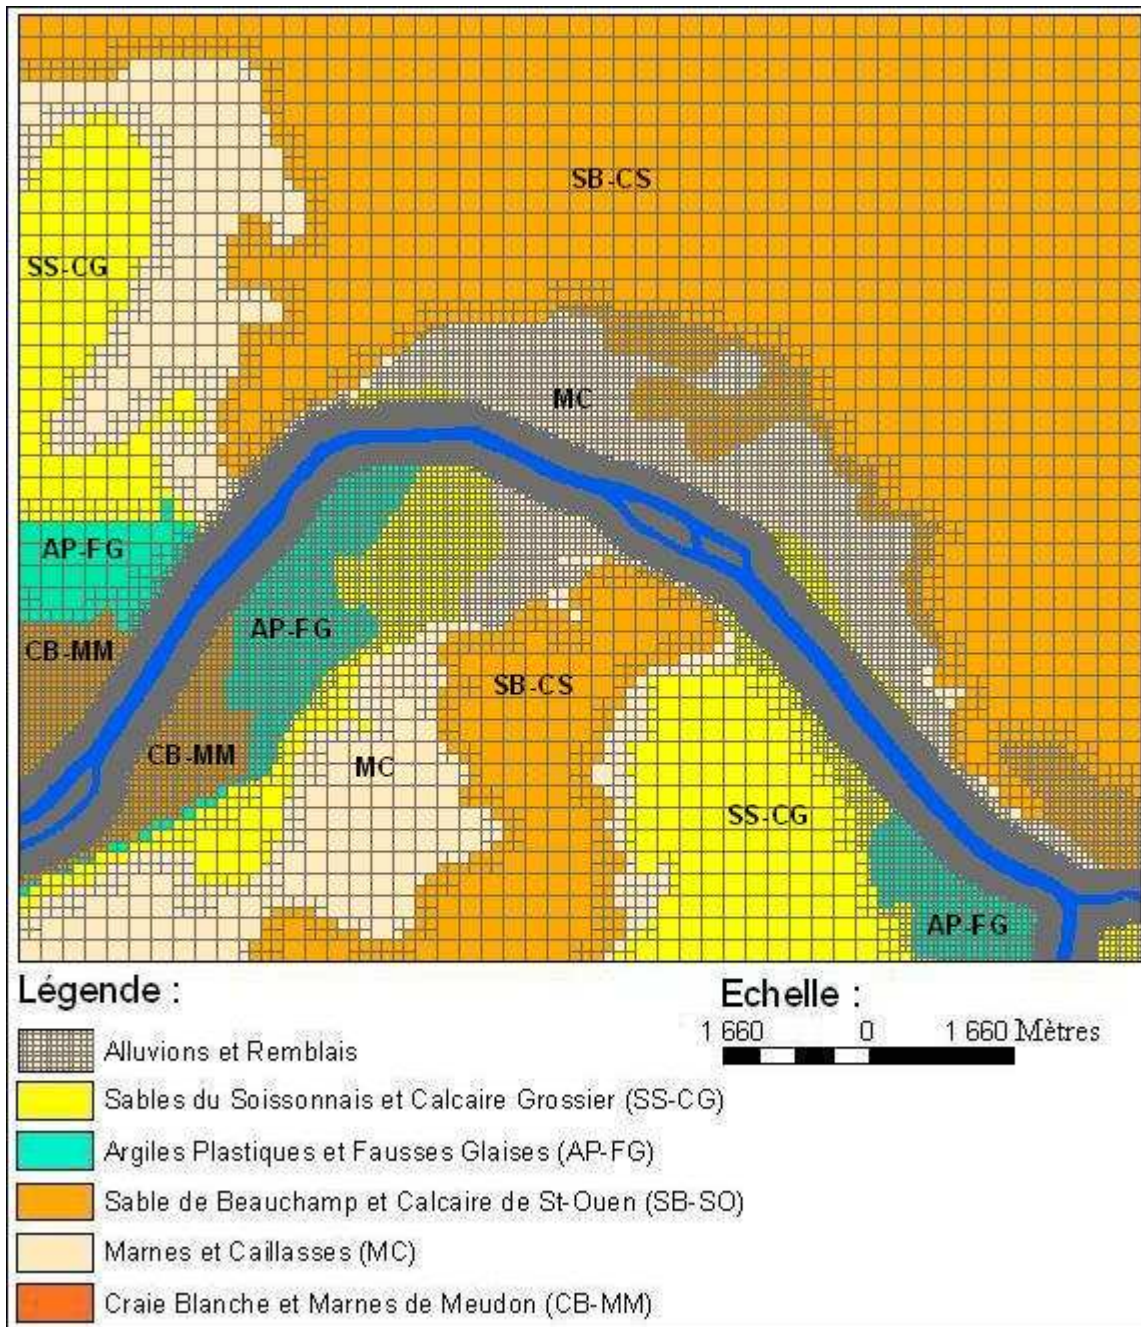 SB-CS
SS-CG
MC
AP-FG
AP-FG
CB-MM
SB-CS
CB-MM
MC
SS-CG
AP-FG
Légende :
Echelle :
1 660 0 1 660 Mètres
Alluvions et Remblais
Sables du Soissonnais et Calcaire Grossier (SS-CG)
Argiles Plastiques et Fausses Glaises (AP-FG)
Sable de Beauchamp et Calcaire de St-Ouen (SB-SO)
Marnes et Caillasses (MC)
Craie Blanche et Marnes de Meudon (CB-MM)